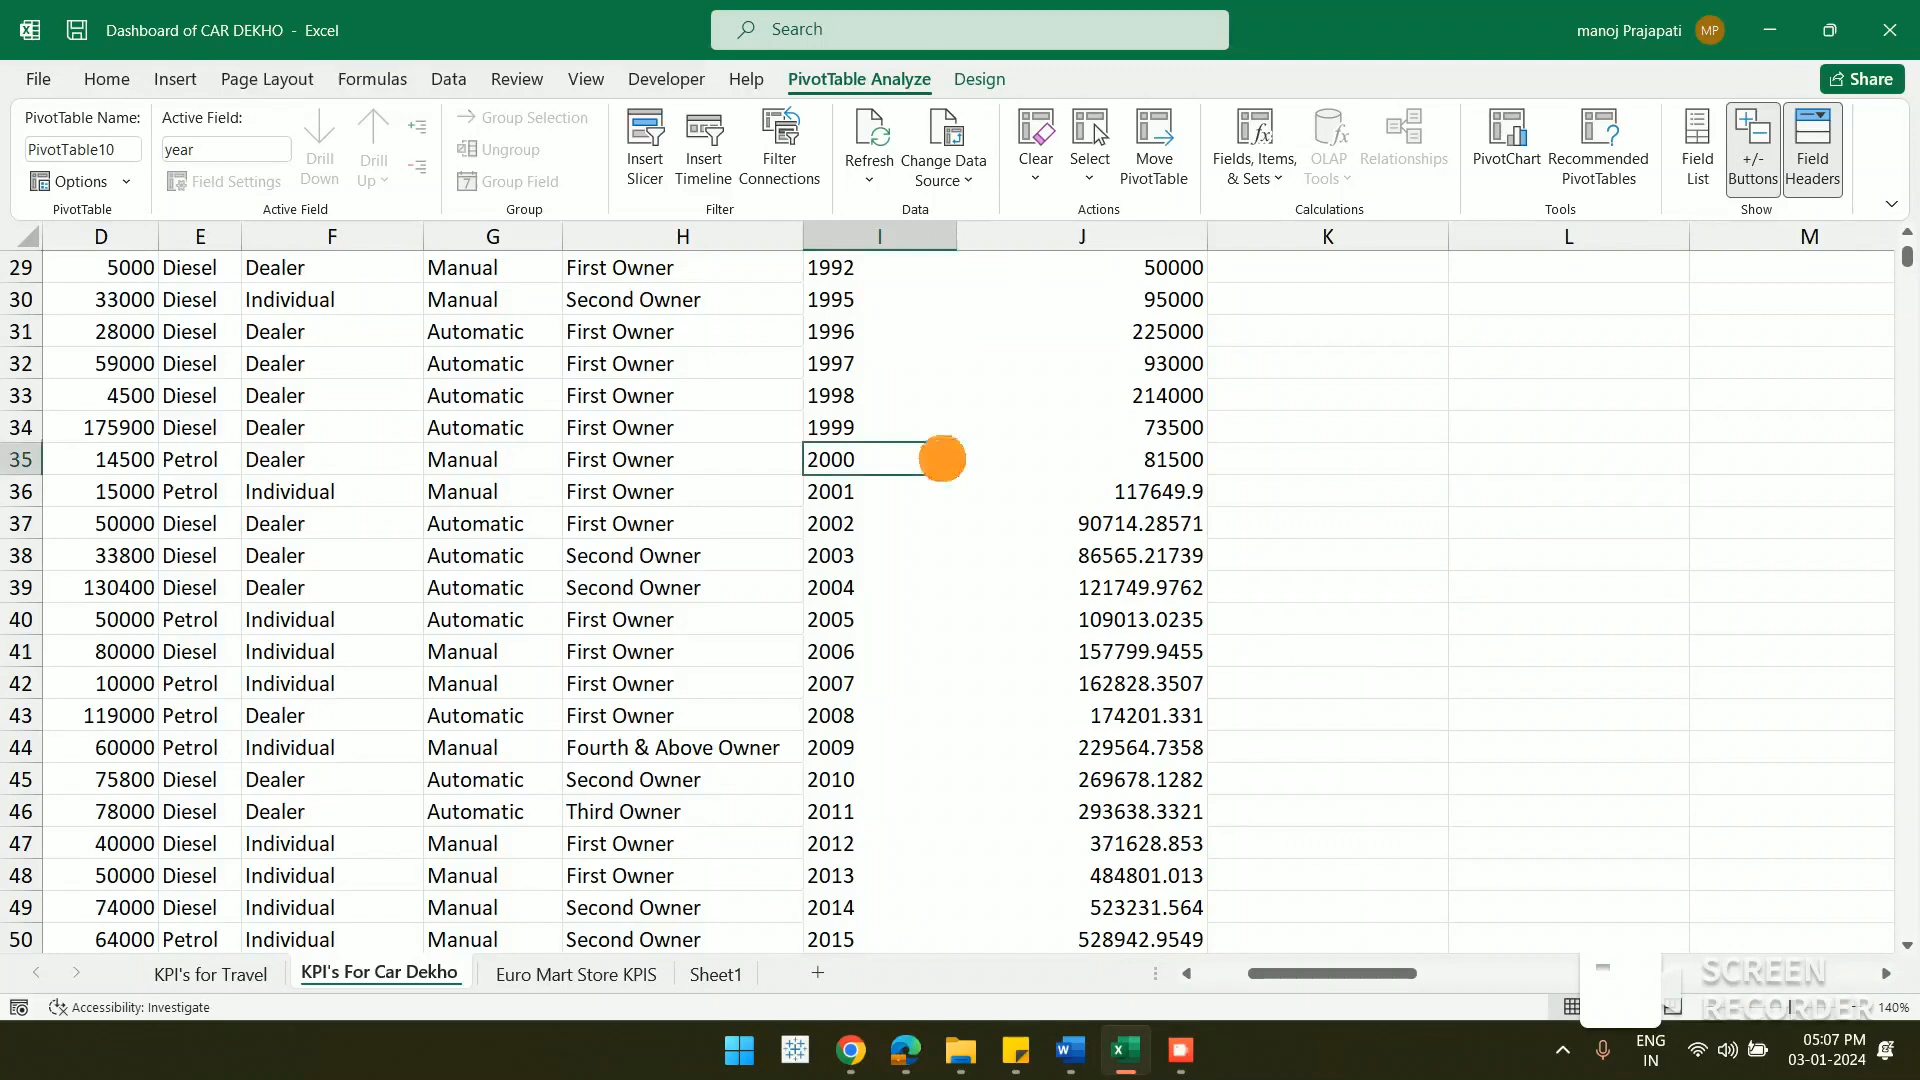 Dashboard of CAR DEKHO - Excel
Search
manoj Prajapati MP
File Home Insert Page Layout Formulas Data Review View Developer Help PivotTable Analyze Design Share
PivotTable Name:
PivotTable10
Options
PivotTable
Active Field:
year
Field Settings
Drill Down
Drill Up
Active Field
Group Selection
Ungroup
Group Field
Group
Insert Slicer
Insert Timeline
Filter Connections
Filter
Refresh
Change Data Source
Data
Clear
Select
Move PivotTable
Actions
Fields, Items, & Sets
OLAP Tools
Relationships
Calculations
PivotChart
Recommended PivotTables
Tools
Field List
+/- Buttons
Field Headers
Show
D E F G H I J K L M
29 5000 Diesel Dealer Manual First Owner 1992 50000
30 33000 Diesel Individual Manual Second Owner 1995 95000
31 28000 Diesel Dealer Automatic First Owner 1996 225000
32 59000 Diesel Dealer Automatic First Owner 1997 93000
33 4500 Diesel Dealer Automatic First Owner 1998 214000
34 175900 Diesel Dealer Automatic First Owner 1999 73500
35 14500 Petrol Dealer Manual First Owner 2000 81500
36 15000 Petrol Individual Manual First Owner 2001 117649.9
37 50000 Diesel Dealer Automatic First Owner 2002 90714.28571
38 33800 Diesel Dealer Automatic Second Owner 2003 86565.21739
39 130400 Diesel Dealer Automatic Second Owner 2004 121749.9762
40 50000 Petrol Individual Automatic First Owner 2005 109013.0235
41 80000 Diesel Individual Manual First Owner 2006 157799.9455
42 10000 Petrol Individual Manual First Owner 2007 162828.3507
43 119000 Petrol Dealer Automatic First Owner 2008 174201.331
44 60000 Petrol Individual Manual Fourth & Above Owner 2009 229564.7358
45 75800 Diesel Dealer Automatic Second Owner 2010 269678.1282
46 78000 Diesel Dealer Automatic Third Owner 2011 293638.3321
47 40000 Diesel Individual Manual First Owner 2012 371628.853
48 50000 Diesel Individual Manual First Owner 2013 484801.013
49 74000 Diesel Individual Manual Second Owner 2014 523231.564
50 64000 Petrol Individual Manual Second Owner 2015 528942.9549
KPI's for Travel KPI's For Car Dekho Euro Mart Store KPIS Sheet1
SCREEN
RECORDER
Accessibility: Investigate
140%
ENG
IN
05:07 PM
03-01-2024